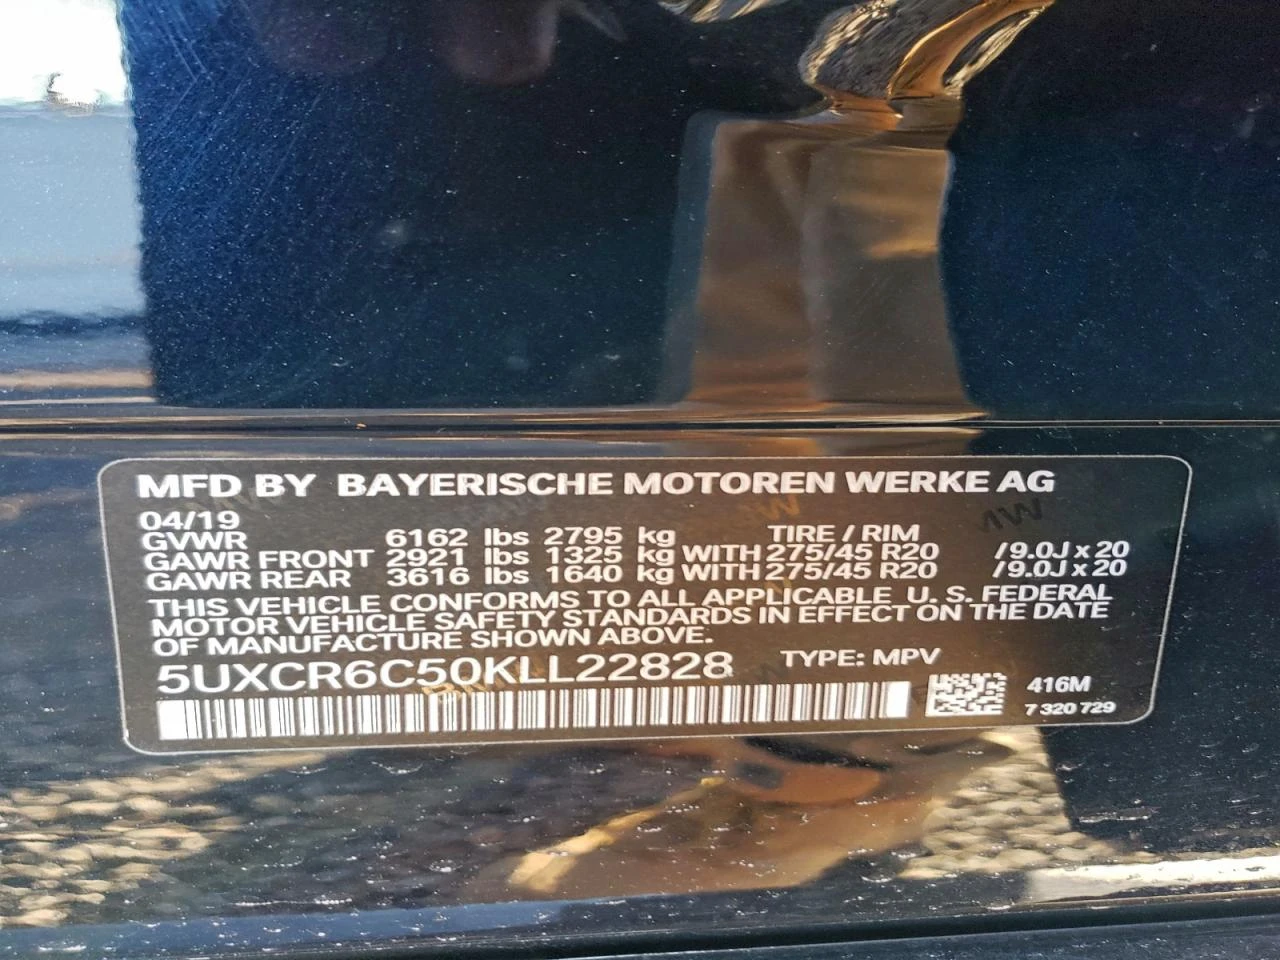 MFD BY BAYERISCHE MOTOREN WERKE AG
04/19
GVWR 6162 lbs 2795 kg TIRE / RIM
GAWR FRONT 2921 lbs 1325 kg WITH 275/45 R20 /9.0J x 20
GAWR REAR 3616 lbs 1640 kg WITH 275/45 R20 /9.0J x 20
THIS VEHICLE CONFORMS TO ALL APPLICABLE U. S. FEDERAL
MOTOR VEHICLE SAFETY STANDARDS IN EFFECT ON THE DATE
OF MANUFACTURE SHOWN ABOVE.
5UXCR6C50KLL22828 TYPE: MPV
416M
7 320 729